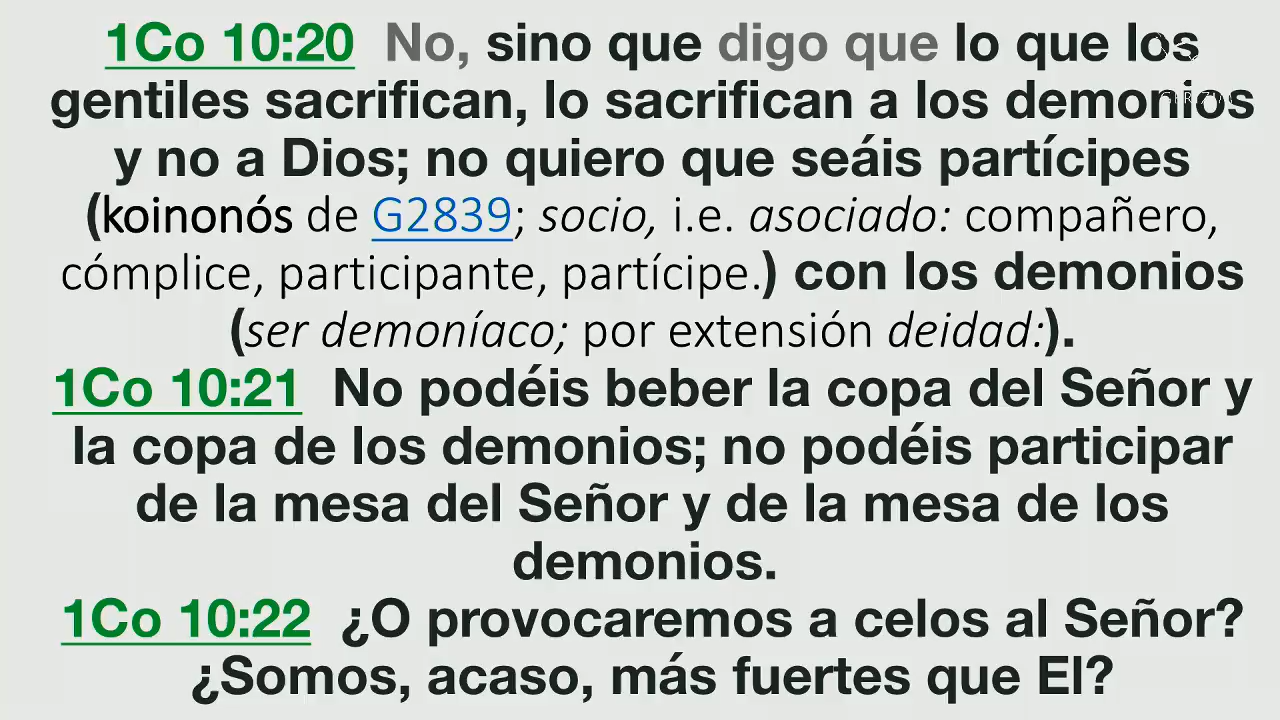 1Co 10:20 No, sino que digo que lo que los
gentiles sacrifican, lo sacrifican a los demonios
y no a Dios; no quiero que seáis partícipes
(koinonós de G2839; socio, i.e. asociado: compañero,
cómplice, participante, partícipe.) con los demonios
(ser demoníaco; por extensión deidad:).
1Co 10:21 No podéis beber la copa del Señor y
la copa de los demonios; no podéis participar
de la mesa del Señor y de la mesa de los
demonios.
1Co 10:22 ¿O provocaremos a celos al Señor?
¿Somos, acaso, más fuertes que El?